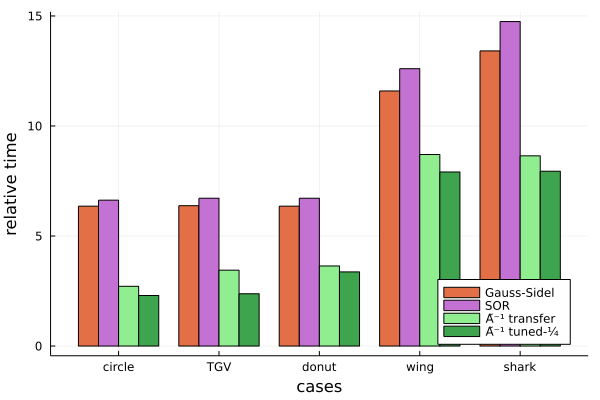 15
10
5
0
relative time
circle
TGV
donut
wing
shark
cases
Gauss-Sidel
SOR
Ã⁻¹ transfer
Ã⁻¹ tuned-¼